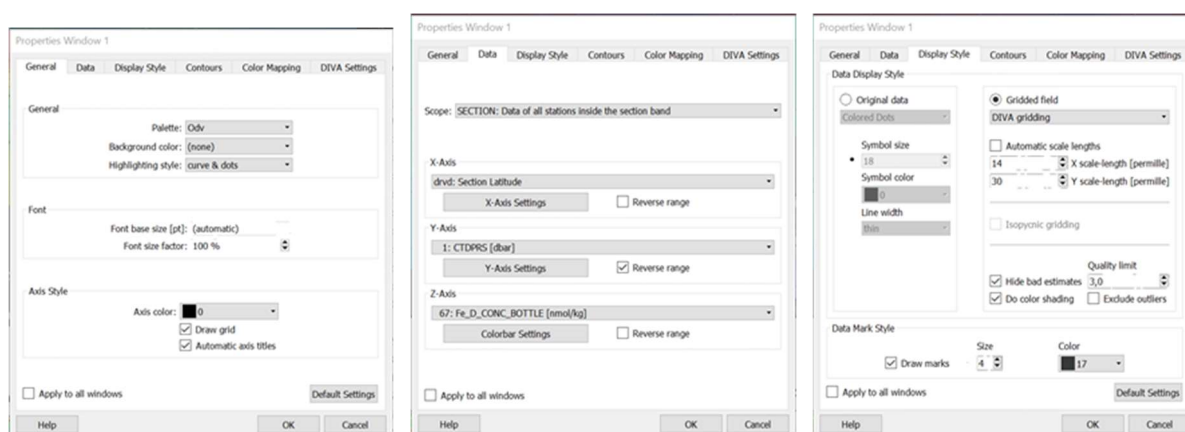 Properties Window 1
General Data Display Style Contours Color Mapping DIVA Settings
General
Palette: Odv
Background color: (none)
Highlighting style: curve & dots
Font
Font base size [pt]: (automatic)
Font size factor: 100 %
Axis Style
Axis color: 0
Draw grid
Automatic axis titles
Apply to all windows
Default Settings
Help OK Cancel
Properties Window 1
General Data Display Style Contours Color Mapping DIVA Settings
Scope: SECTION: Data of all stations inside the section band
X-Axis
drvd: Section Latitude
X-Axis Settings Reverse range
Y-Axis
1: CTDPRS [dbar]
Y-Axis Settings Reverse range
Z-Axis
67: Fe_D_CONC_BOTTLE [nmol/kg]
Colorbar Settings Reverse range
Apply to all windows
Help OK Cancel
Properties Window 1
General Data Display Style Contours Color Mapping DIVA Settings
Data Display Style
Original data
Colored Dots
Symbol size
18
Symbol color
0
Line width
thin
Gridded field
DIVA gridding
Automatic scale lengths
14 X scale-length [permille]
30 Y scale-length [permille]
Isopycnic gridding
Quality limit
Hide bad estimates 3,0
Do color shading Exclude outliers
Data Mark Style
Size Color
Draw marks 4 17
Apply to all windows
Default Settings
Help OK Cancel